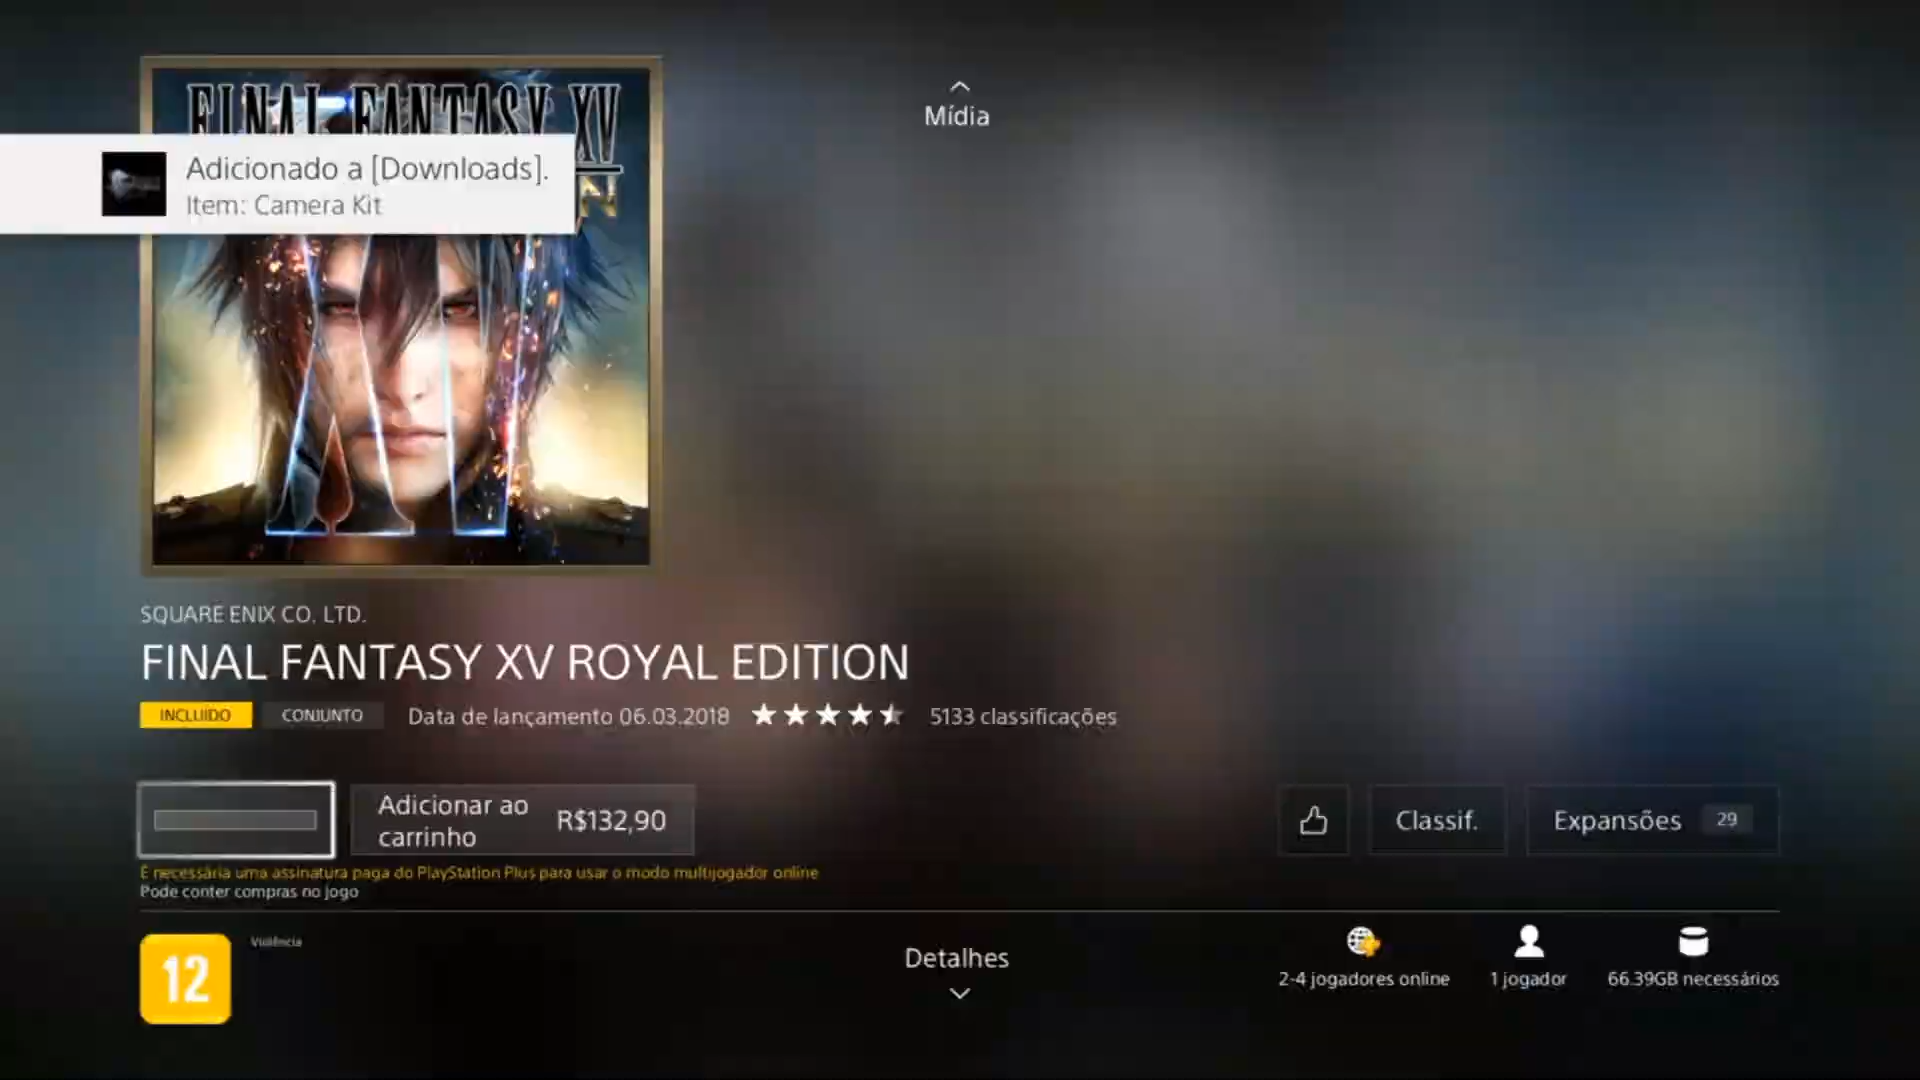 Mídia
FINAL FANTASY XV
Adicionado a [Downloads].
Item: Camera Kit
SQUARE ENIX CO. LTD.
FINAL FANTASY XV ROYAL EDITION
INCLUÍDO CONJUNTO Data de lançamento 06.03.2018 5133 classificações
Adicionar ao
carrinho R$132,90
Classif. Expansões 29
É necessária uma assinatura paga do PlayStation Plus para usar o modo multijogador online
Pode conter compras no jogo
12 Violência
Detalhes
2-4 jogadores online 1 jogador 66.39GB necessários